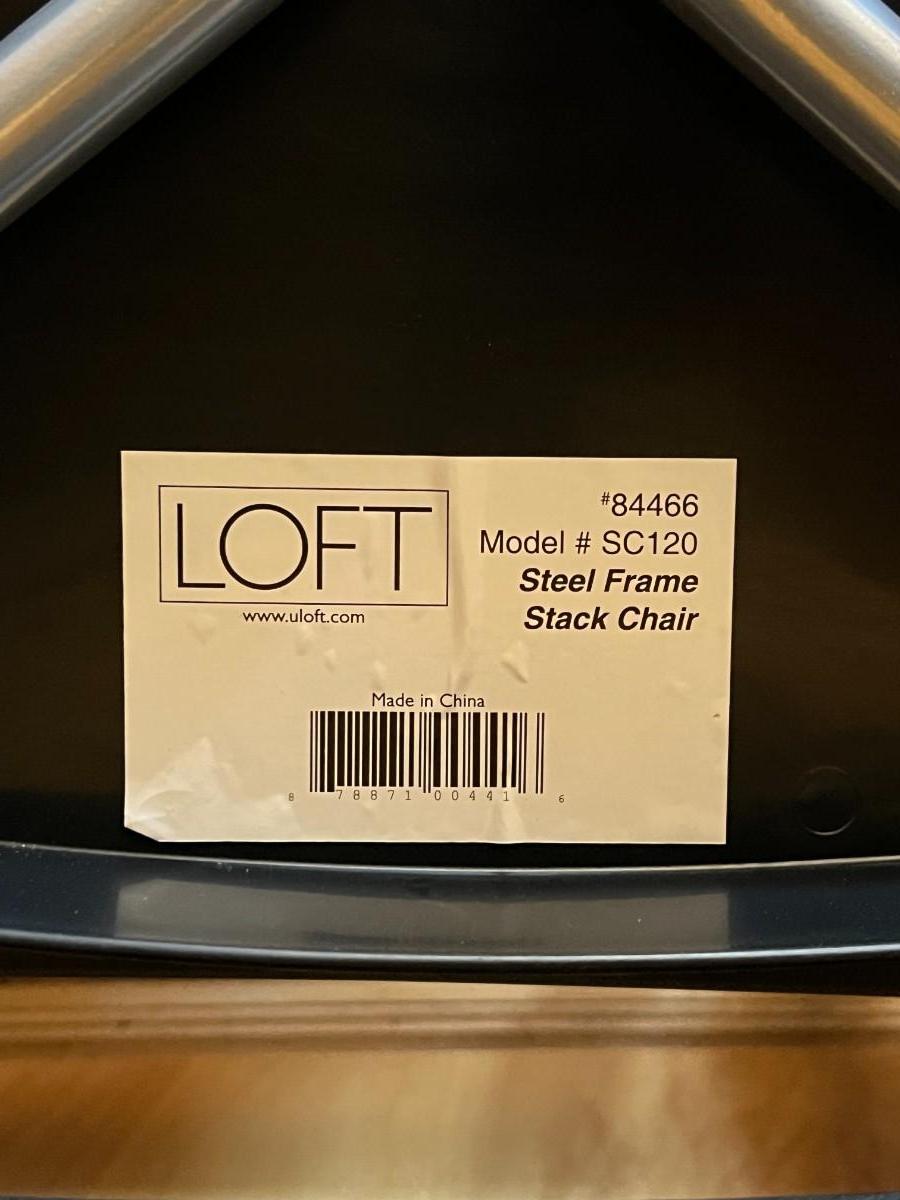 LOFT
www.uloft.com
#84466
Model # SC120
Steel Frame
Stack Chair
Made in China
8 78871 00441 6